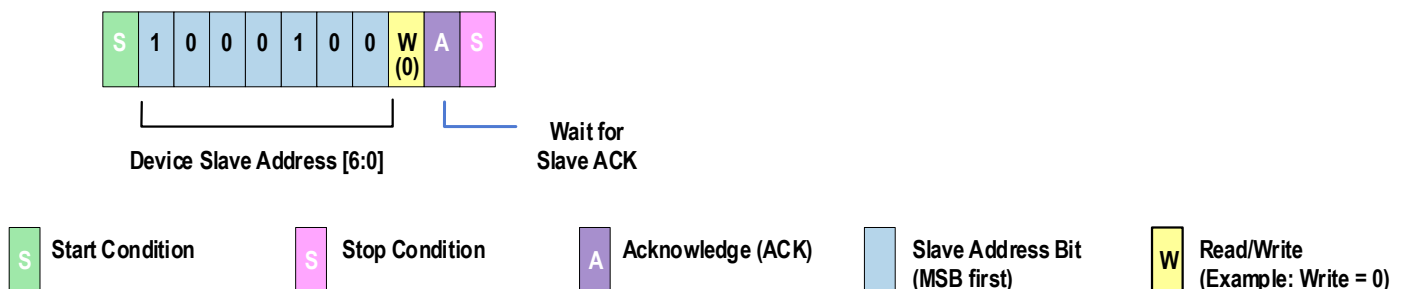 S 1 0 0 0 1 0 0 W A S
(0)
Wait for
Device Slave Address [6:0] Slave ACK
S Start Condition S Stop Condition A Acknowledge (ACK) Slave Address Bit W Read/Write
(MSB first) (Example: Write = 0)